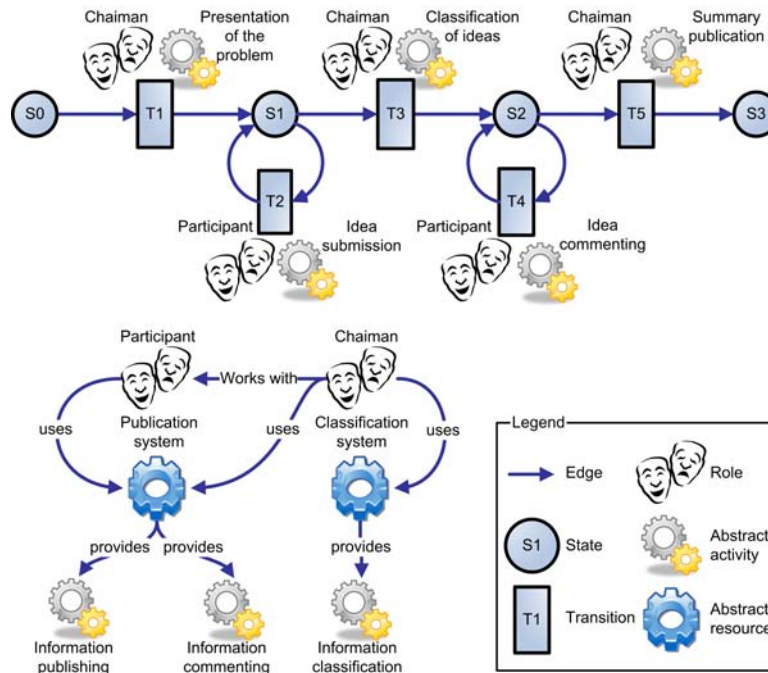 Chaiman
Presentation
of the
problem
Chaiman
Classification
of ideas
Chaiman
Summary
publication
S0
T1
S1
T3
S2
T5
S3
T2
T4
Participant
Idea
submission
Participant
Idea
commenting
Participant
Chaiman
Works with
uses
Publication
system
uses
Classification
system
uses
provides
provides
provides
Information
publishing
Information
commenting
Information
classification
Legend
Edge
Role
S1
State
Abstract
activity
T1
Transition
Abstract
resource